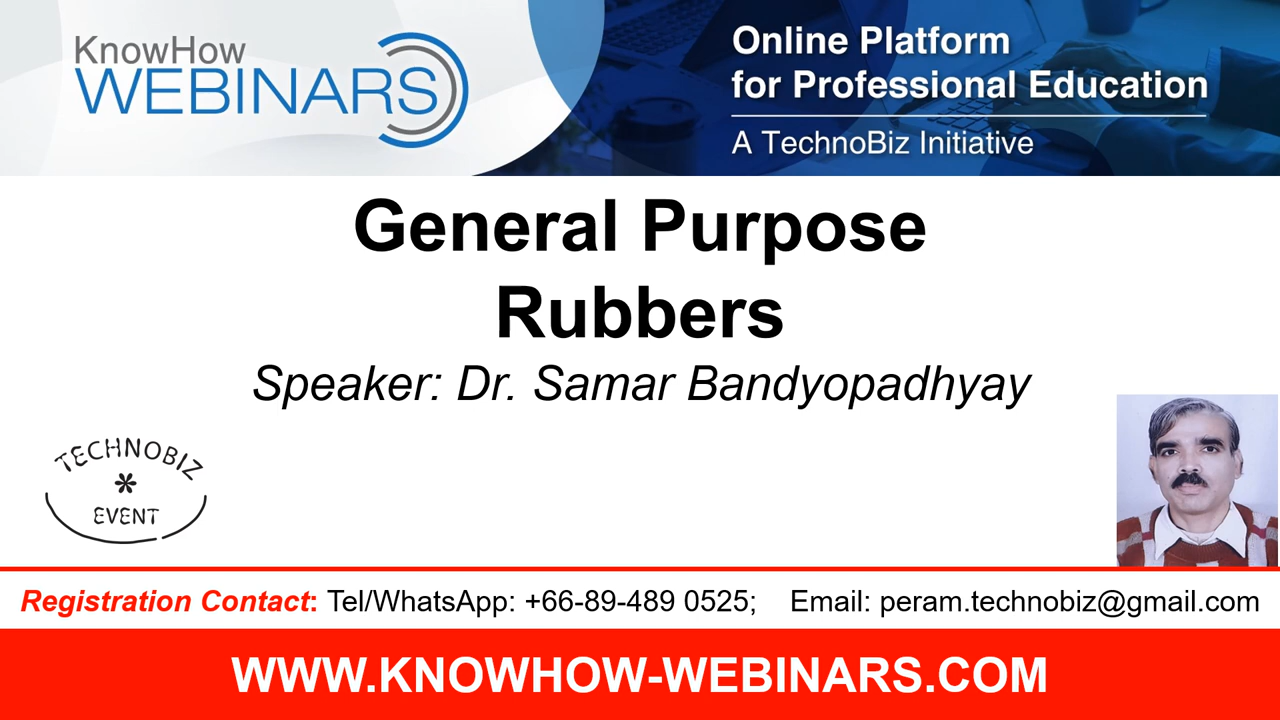 KnowHow
WEBINARS
Online Platform
for Professional Education
A TechnoBiz Initiative
General Purpose
Rubbers
Speaker: Dr. Samar Bandyopadhyay
TECHNOBIZ
EVENT
Registration Contact: Tel/WhatsApp: +66-89-489 0525; Email: peram.technobiz@gmail.com
WWW.KNOWHOW-WEBINARS.COM